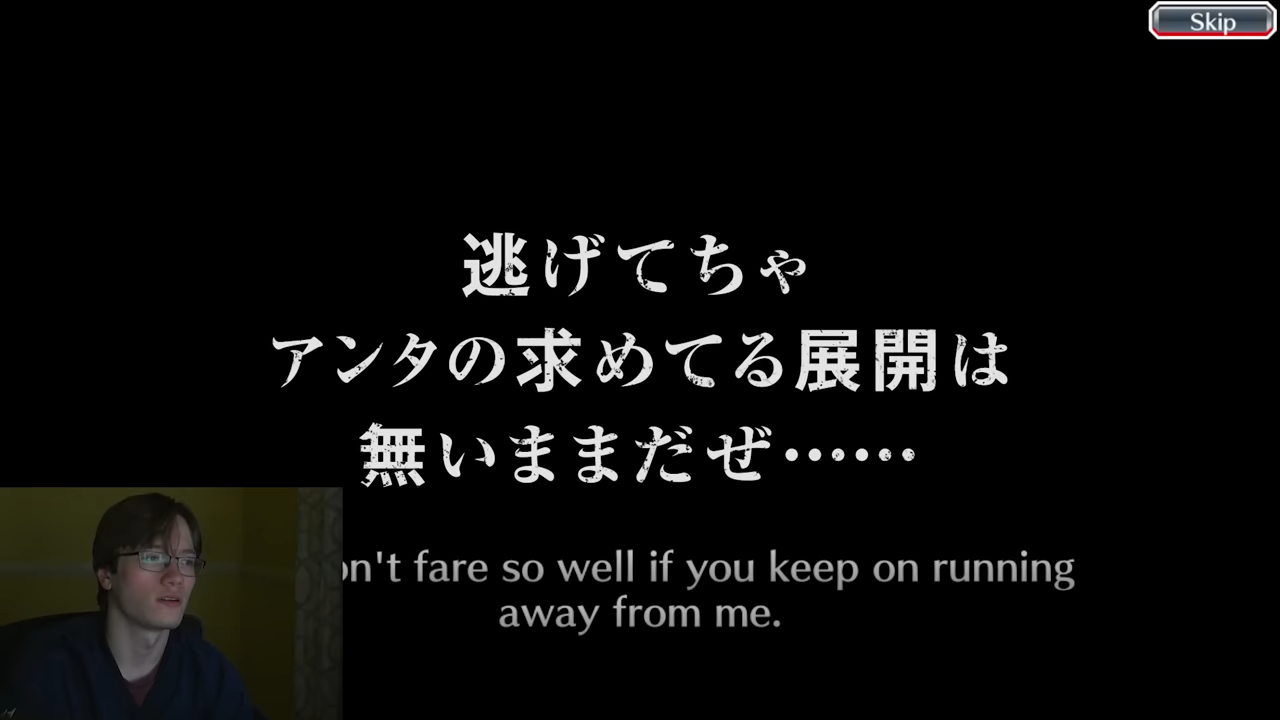 Skip
逃げてちゃ
アンタの求めてる展開は
無いままだぜ……
fare so well if you keep on running
away from me.